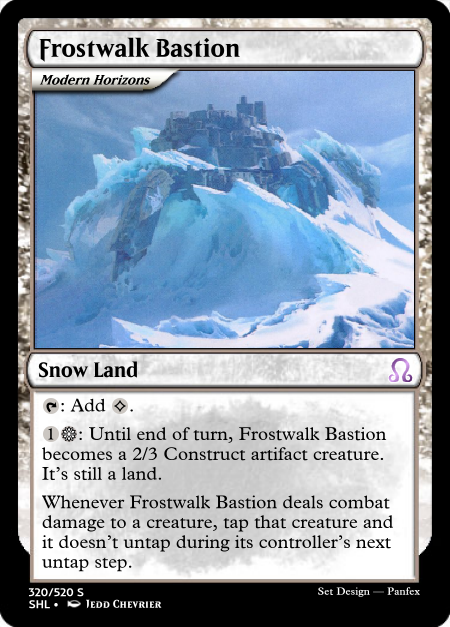 Frostwalk Bastion
Modern Horizons
Snow Land
: Add .
1: Until end of turn, Frostwalk Bastion
becomes a 2/3 Construct artifact creature.
It's still a land.
Whenever Frostwalk Bastion deals combat
damage to a creature, tap that creature and
it doesn't untap during its controller's next
untap step.
320/520 S
Set Design — Panfex
SHL • Jedd Chevrier